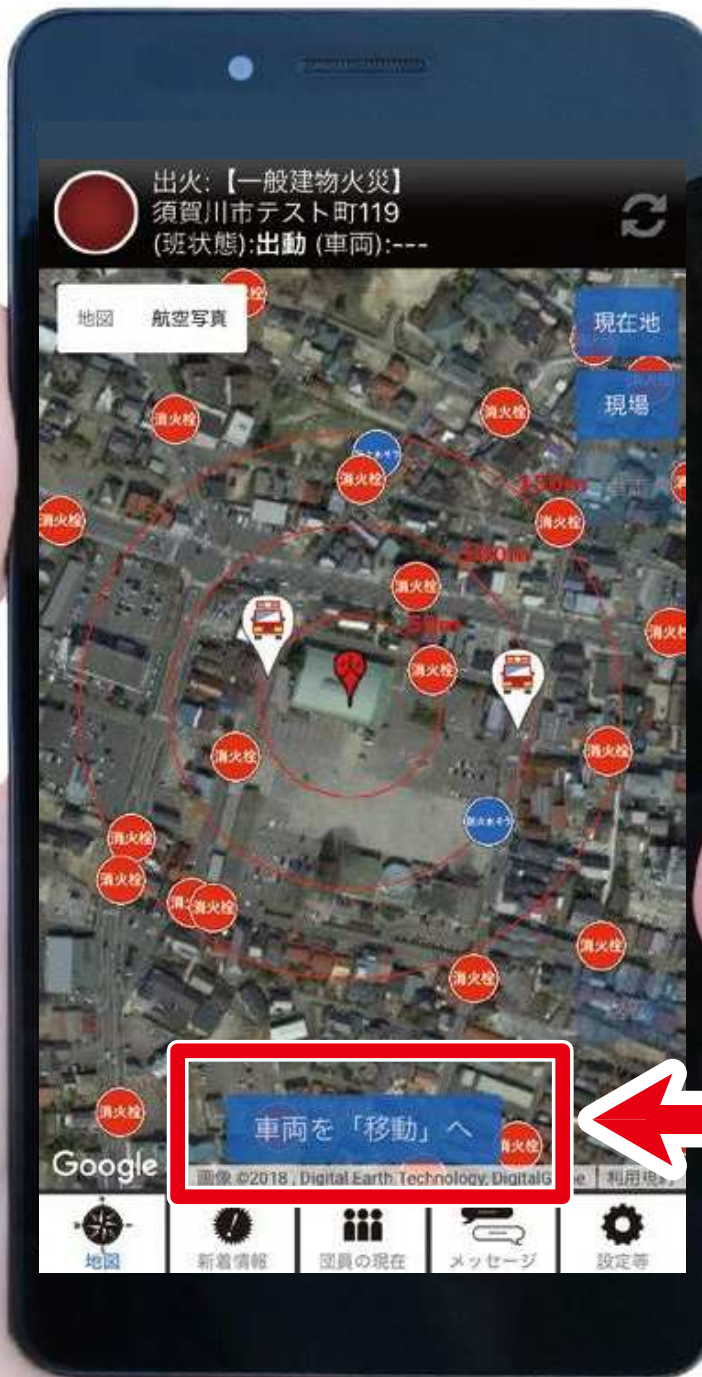 出火:【一般建物火災】
須賀川市テスト町119
(班状態):出動 (車両):---
地図 航空写真
現在地
現場
消火栓
消火栓
消火栓
消火栓
消火栓
150m
消火栓
消火栓
消火栓
50m
消火栓
消火栓
消火栓
消火栓
消火栓
消火栓
消火栓
消火栓
消火栓
車両を「移動」へ
消火栓
Google
画像 ©2018 , Digital Earth Technology, DigitalG
利用規約
地図
新着情報
団員の現在
メッセージ
設定等